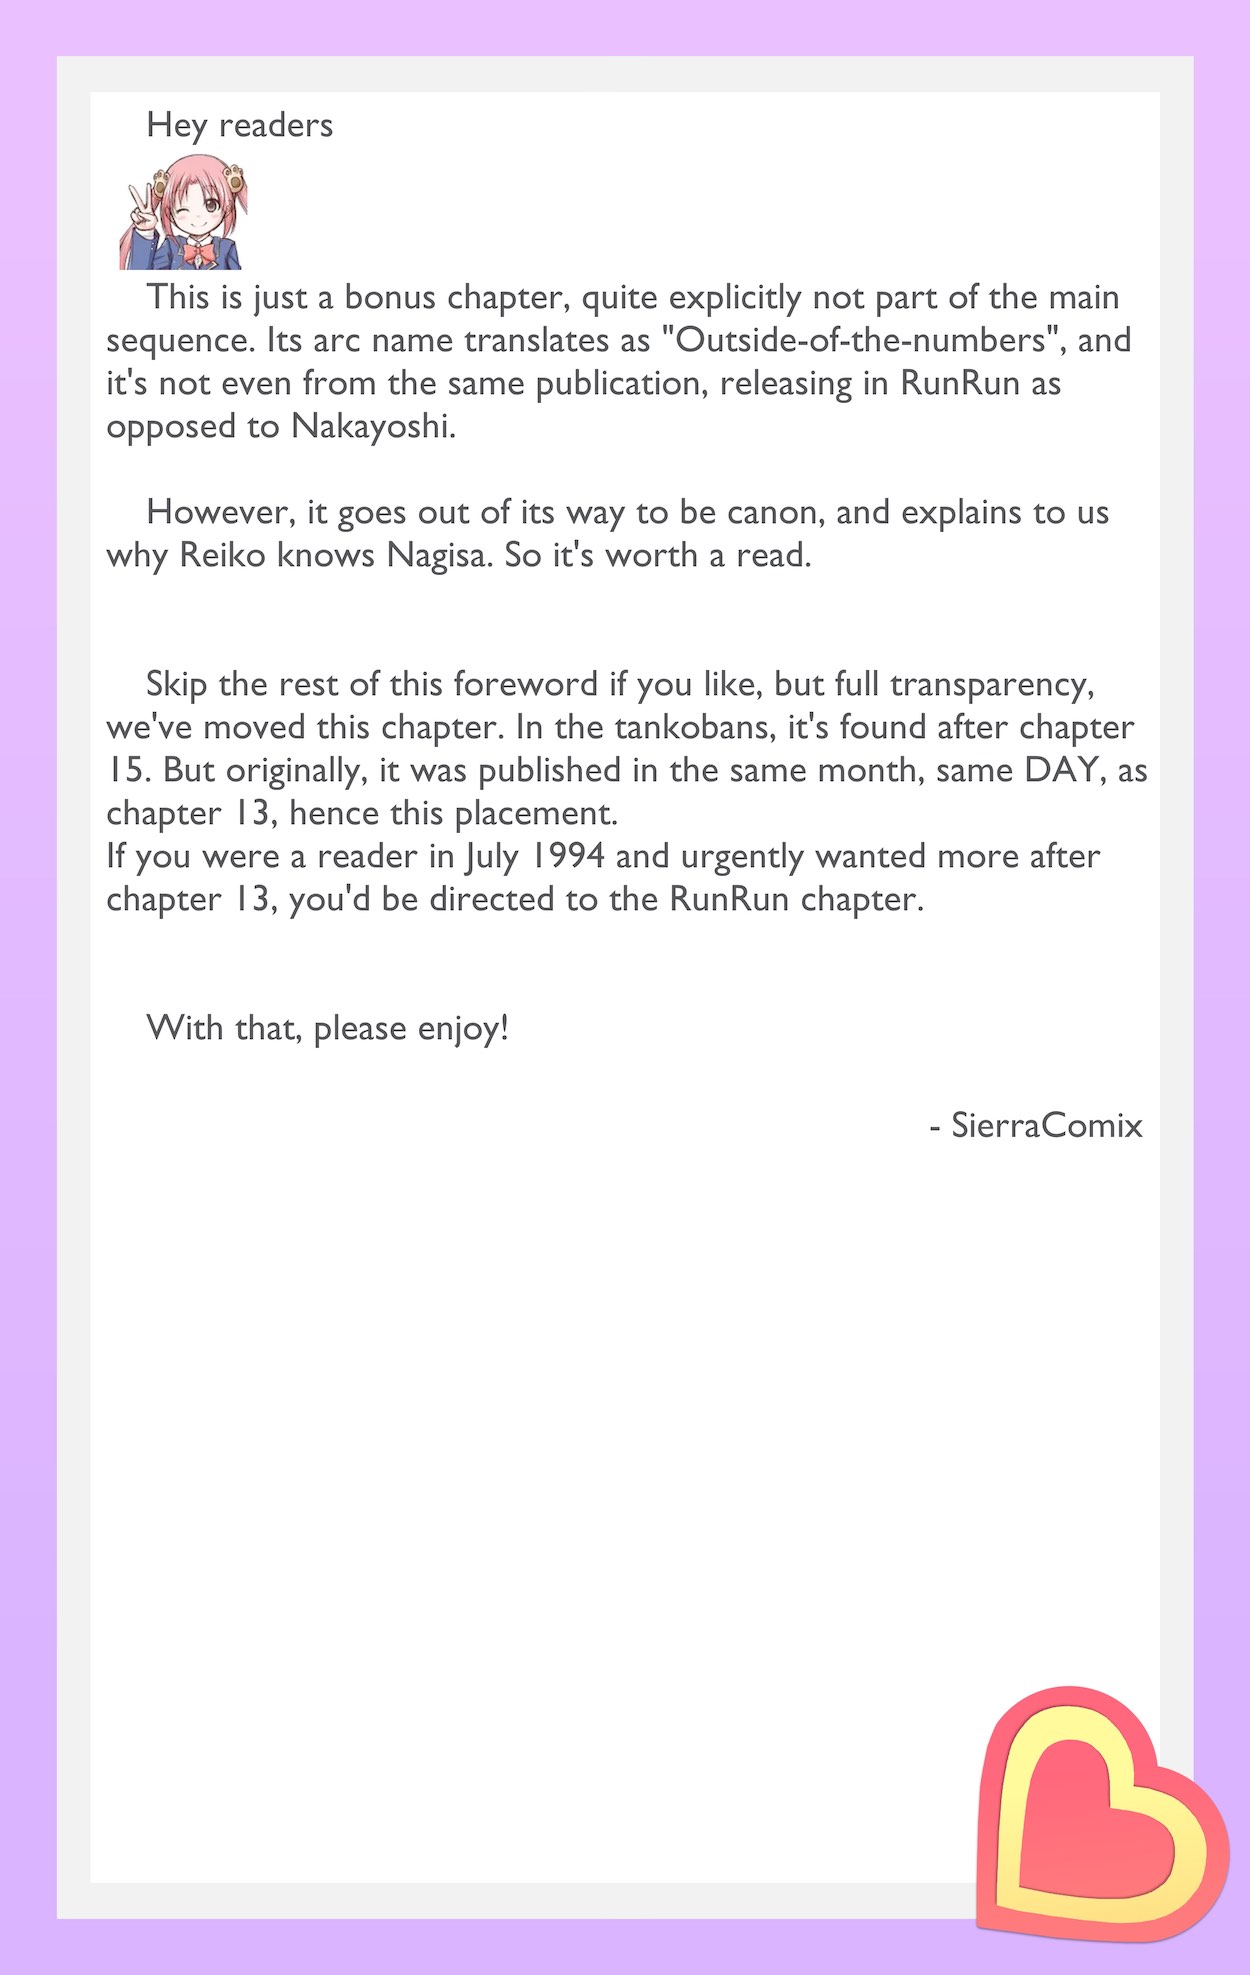 Hey readers
This is just a bonus chapter, quite explicitly not part of the main
sequence. Its arc name translates as "Outside-of-the-numbers", and
it's not even from the same publication, releasing in RunRun as
opposed to Nakayoshi.
However, it goes out of its way to be canon, and explains to us
why Reiko knows Nagisa. So it's worth a read.
Skip the rest of this foreword if you like, but full transparency,
we've moved this chapter. In the tankobans, it's found after chapter
15. But originally, it was published in the same month, same DAY, as
chapter 13, hence this placement.
If you were a reader in July 1994 and urgently wanted more after
chapter 13, you'd be directed to the RunRun chapter.
With that, please enjoy!
- SierraComix